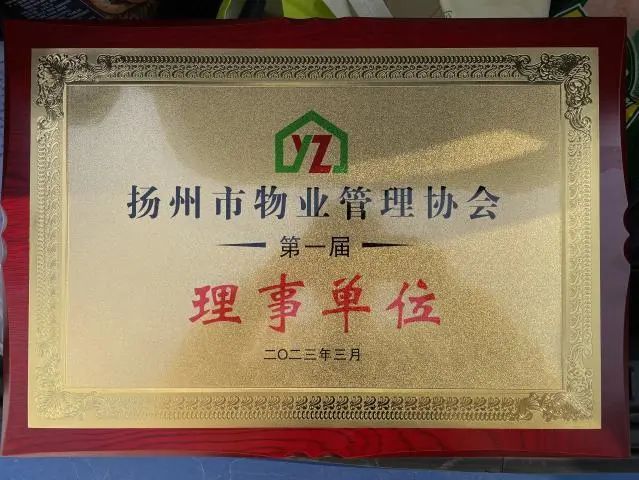 YZ
扬州市物业管理协会
第一届
理事单位
二〇二三年三月